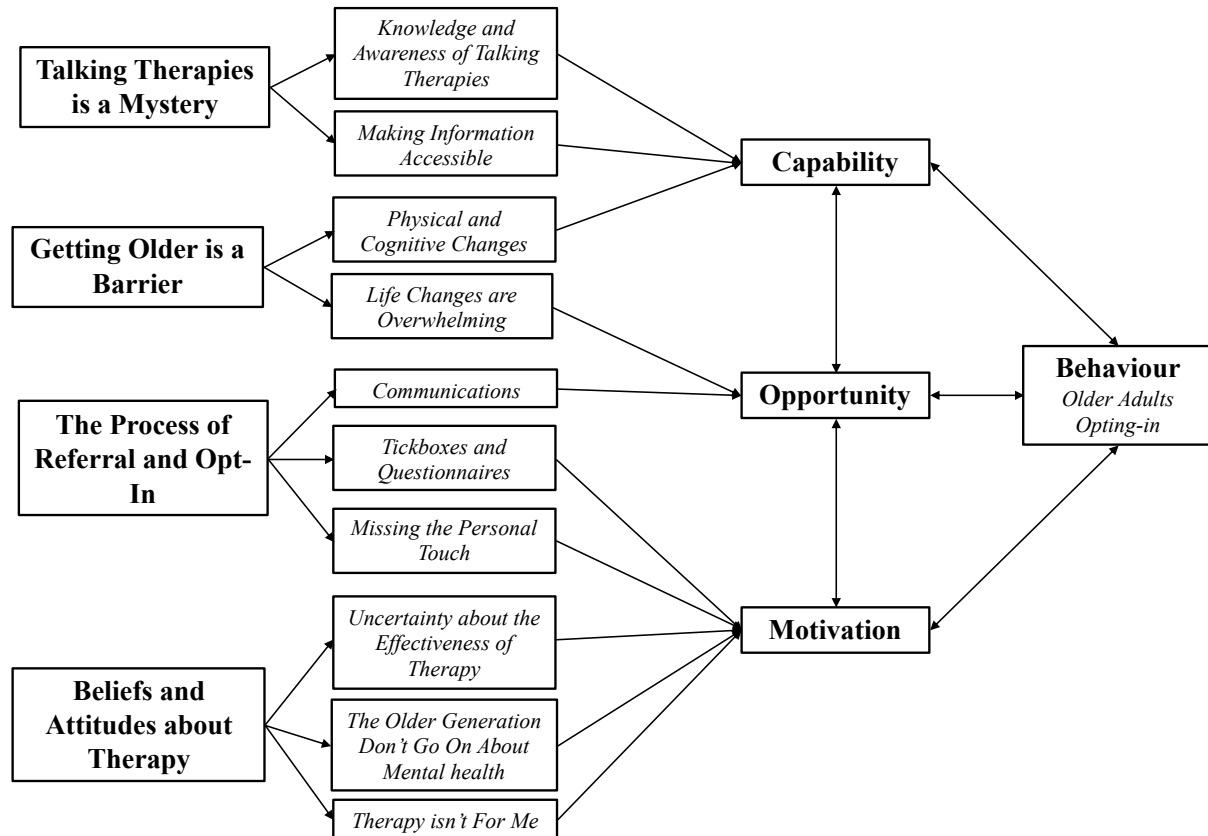 Talking Therapies
is a Mystery
Knowledge and
Awareness of Talking
Therapies
Making Information
Accessible
Getting Older is a
Barrier
Physical and
Cognitive Changes
Life Changes are
Overwhelming
The Process of
Referral and Opt-
In
Communications
Tickboxes and
Questionnaires
Missing the Personal
Touch
Beliefs and
Attitudes about
Therapy
Uncertainty about the
Effectiveness of
Therapy
The Older Generation
Don’t Go On About
Mental health
Therapy isn’t For Me
Capability
Opportunity
Motivation
Behaviour
Older Adults
Opting-in